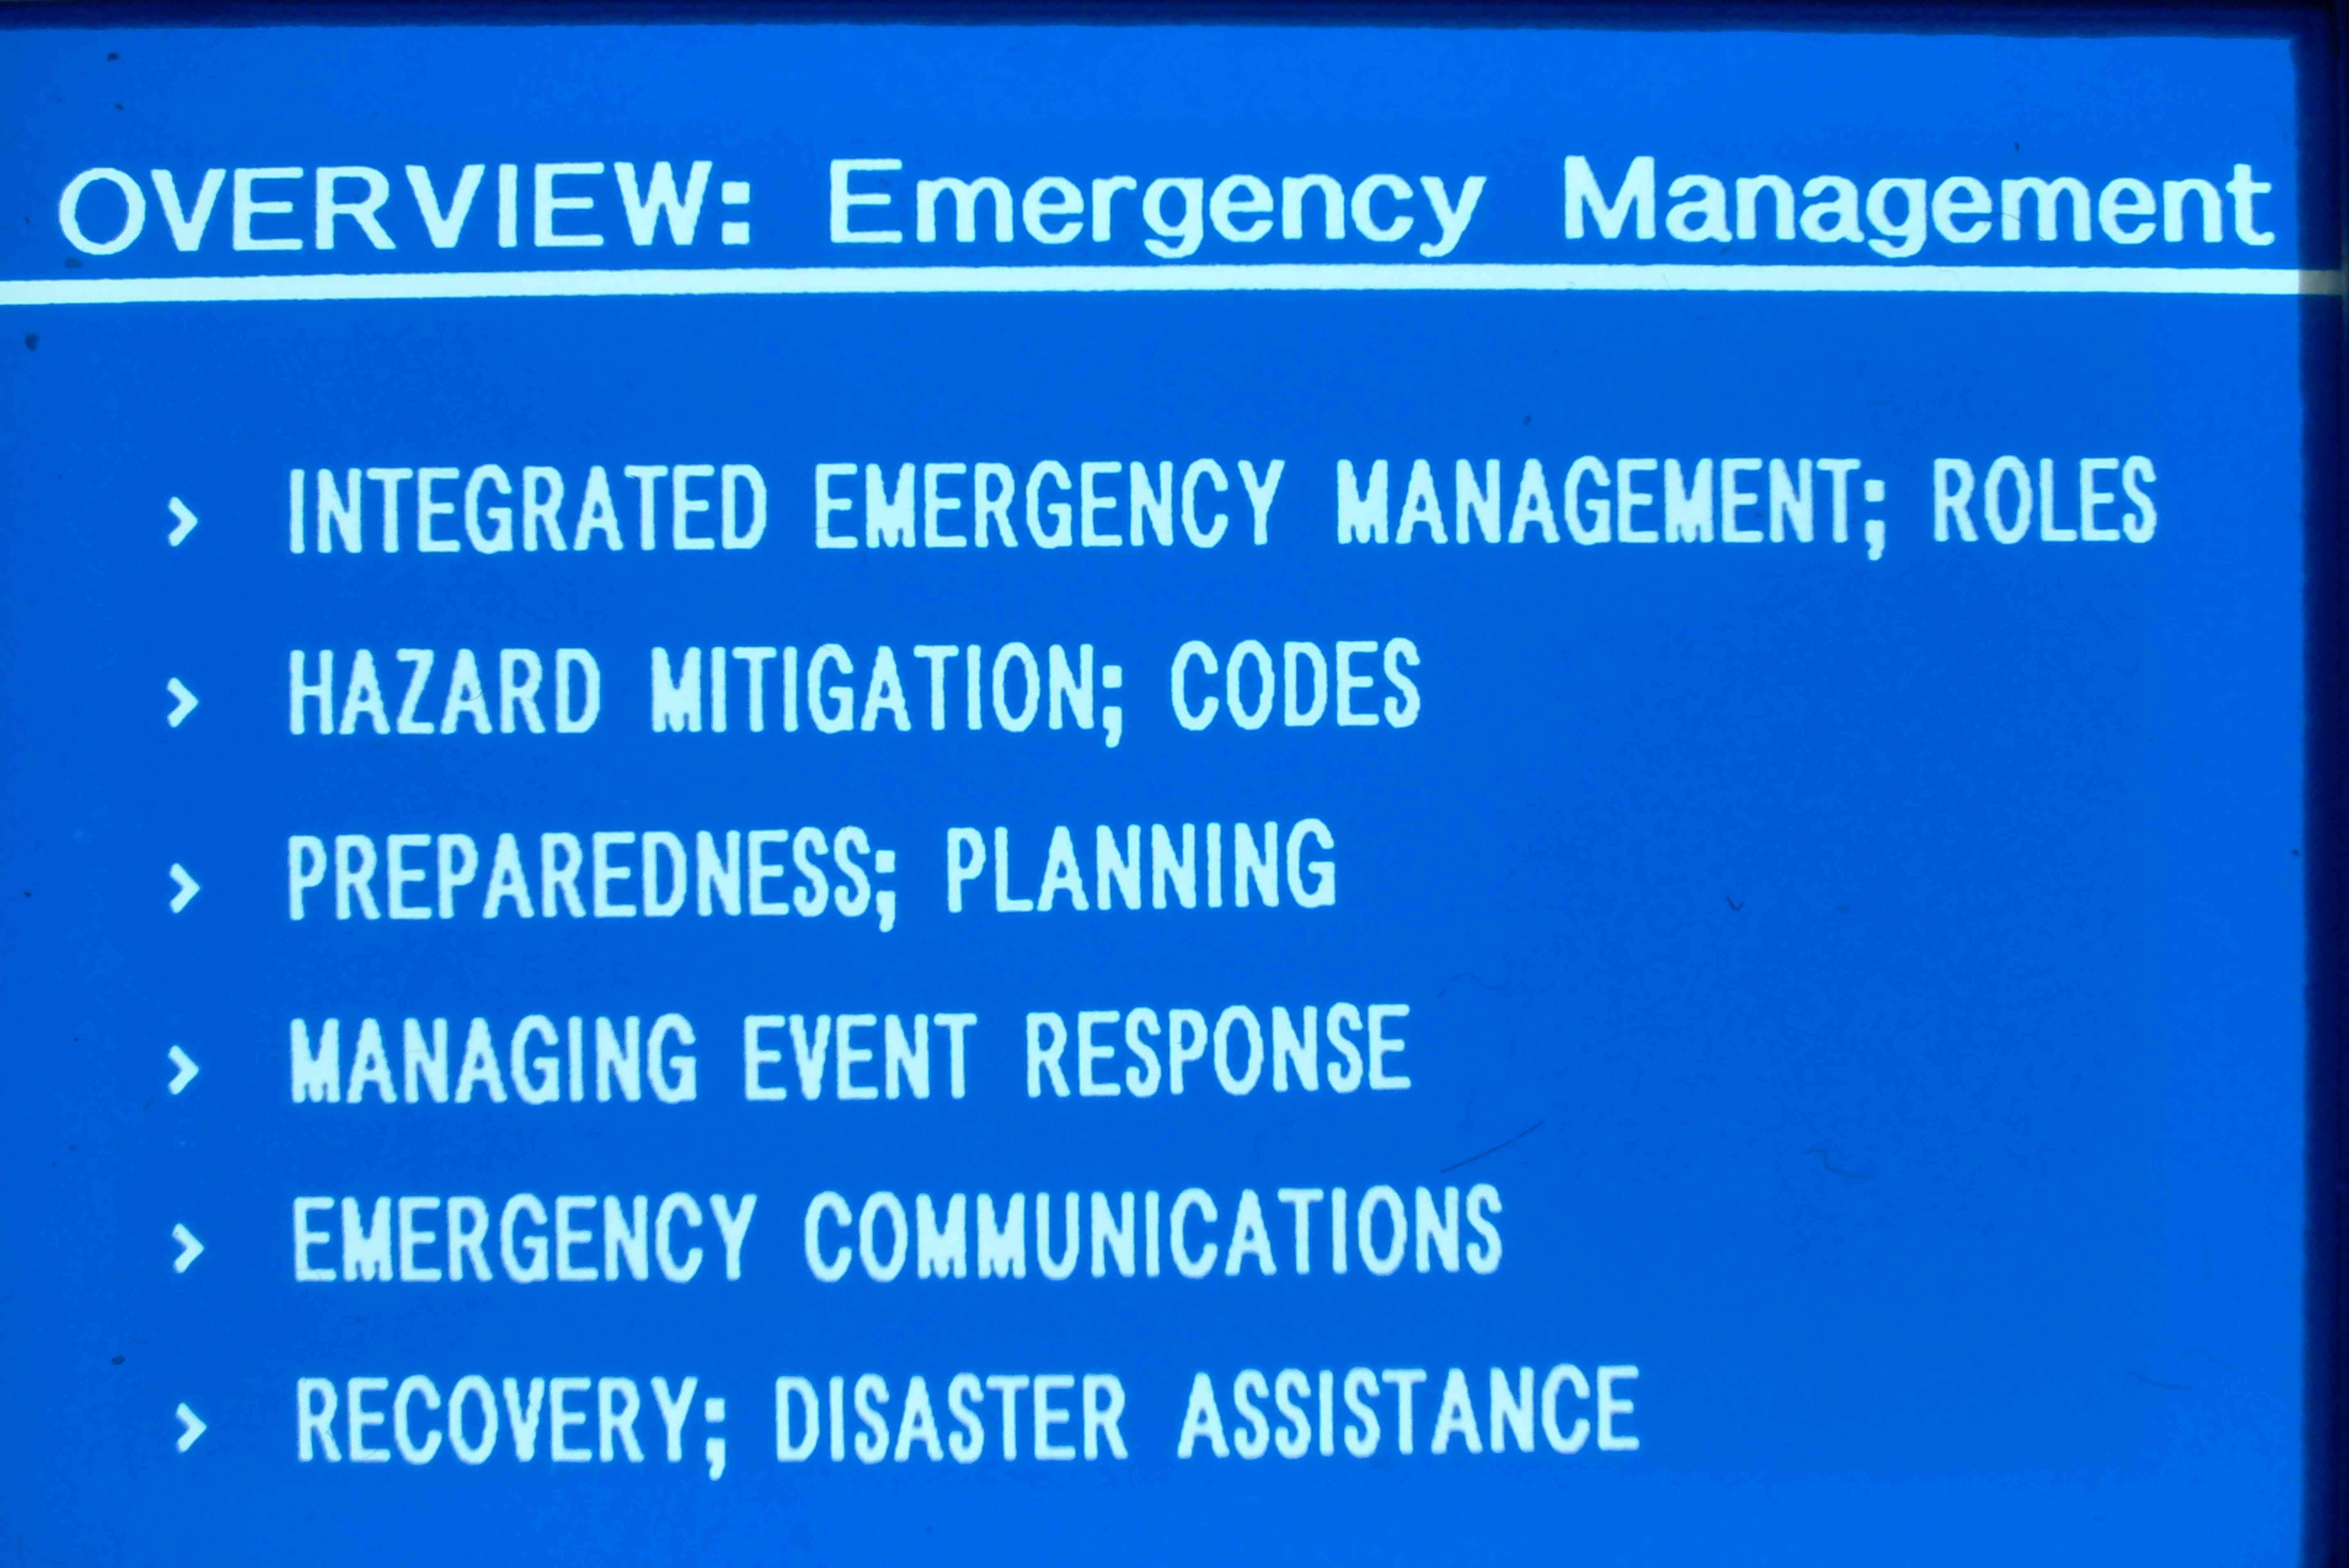 OVERVIEW: Emergency Management
> INTEGRATED EMERGENCY MANAGEMENT; ROLES
> HAZARD MITIGATION; CODES
> PREPAREDNESS; PLANNING
> MANAGING EVENT RESPONSE
> EMERGENCY COMMUNICATIONS
> RECOVERY; DISASTER ASSISTANCE